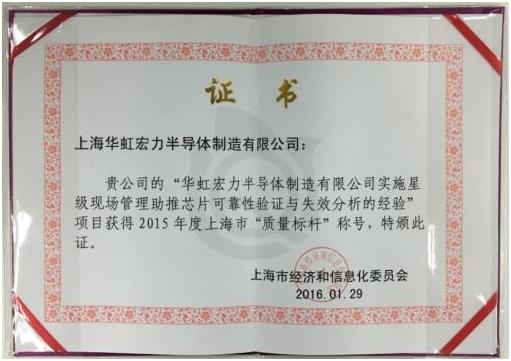 证书
上海华虹宏力半导体制造有限公司：
贵公司的“华虹宏力半导体制造有限公司实施星
级现场管理助推芯片可靠性验证与失效分析的经验”
项目获得2015年度上海市“质量标杆”称号，特颁此
证。
上海市经济和信息化委员会
2016.01.29